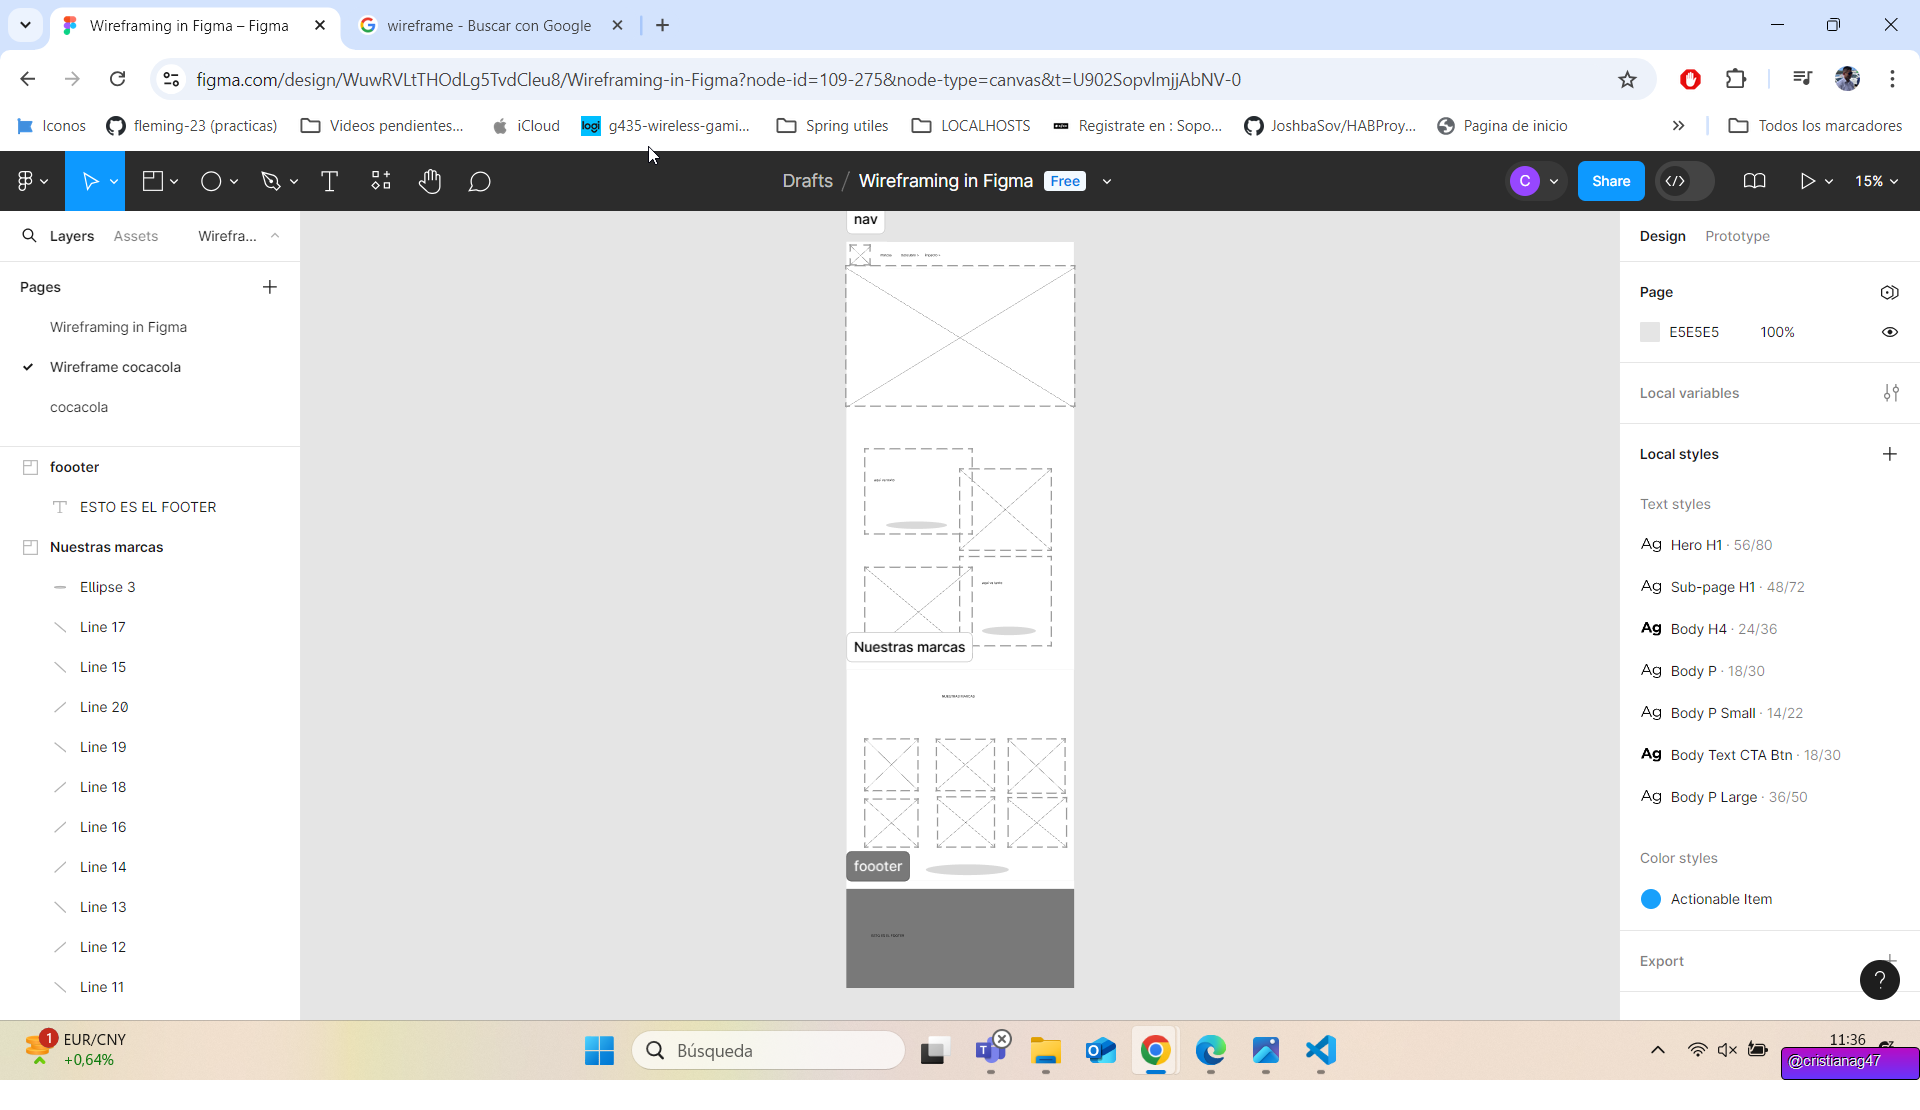 Wireframing in Figma – Figma
wireframe - Buscar con Google
figma.com/design/WuwRVLtTHOdLg5TvdCleu8/Wireframing-in-Figma?node-id=109-275&node-type=canvas&t=U902SopvlmjjAbNV-0
Iconos
fleming-23 (practicas)
Videos pendientes...
iCloud
logi
g435-wireless-gami...
Spring utiles
LOCALHOSTS
Registrate en : Sopo...
JoshbaSov/HABProy...
Pagina de inicio
Todos los marcadores
Drafts / Wireframing in Figma
Free
C
Share
15%
Layers
Assets
Wirefra...
Pages
Wireframing in Figma
Wireframe cocacola
cocacola
foooter
ESTO ES EL FOOTER
Nuestras marcas
Ellipse 3
Line 17
Line 15
Line 20
Line 19
Line 18
Line 16
Line 14
Line 13
Line 12
Line 11
nav
Nuestras marcas
NUESTRAS MARCAS
foooter
ESTO ES EL FOOTER
Design
Prototype
Page
E5E5E5
100%
Local variables
Local styles
Text styles
Ag Hero H1 · 56/80
Ag Sub-page H1 · 48/72
Ag Body H4 · 24/36
Ag Body P · 18/30
Ag Body P Small · 14/22
Ag Body Text CTA Btn · 18/30
Ag Body P Large · 36/50
Color styles
Actionable Item
Export
?
1
EUR/CNY
+0,64%
Búsqueda
11:36
@cristianag47